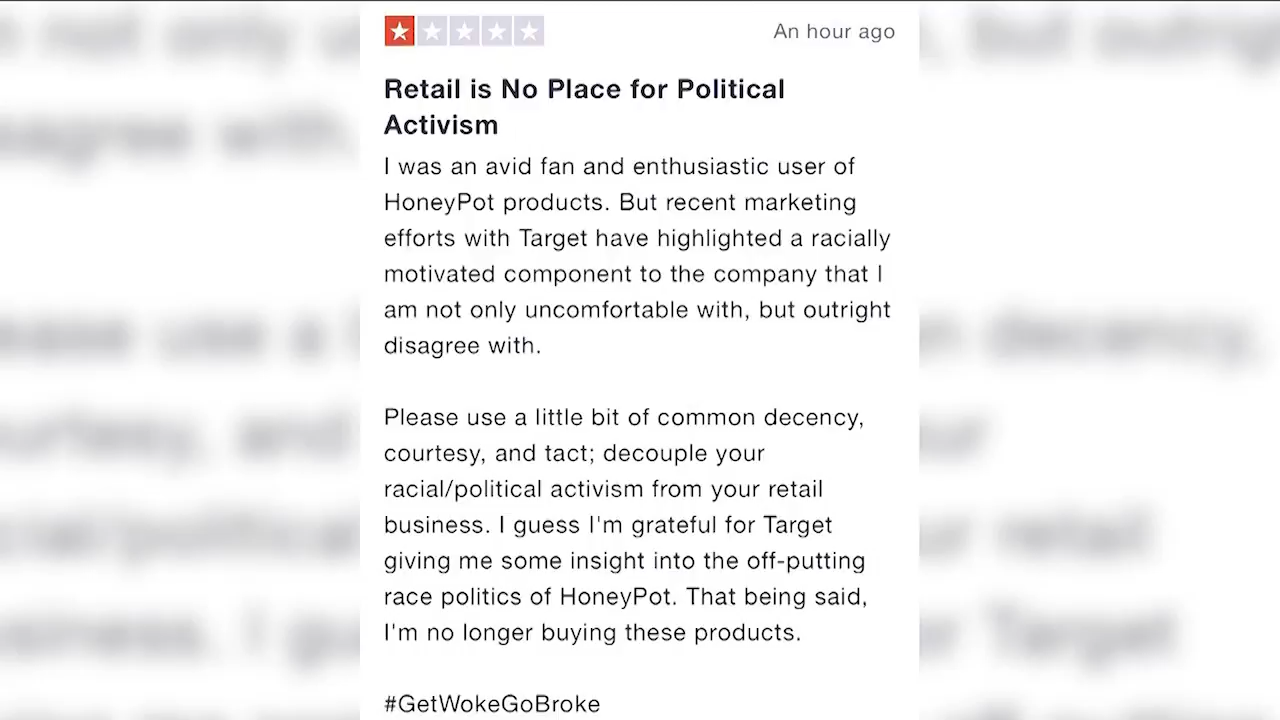 An hour ago
Retail is No Place for Political
Activism
I was an avid fan and enthusiastic user of
HoneyPot products. But recent marketing
efforts with Target have highlighted a racially
motivated component to the company that I
am not only uncomfortable with, but outright
disagree with.
Please use a little bit of common decency,
courtesy, and tact; decouple your
racial/political activism from your retail
business. I guess I'm grateful for Target
giving me some insight into the off-putting
race politics of HoneyPot. That being said,
I'm no longer buying these products.
#GetWokeGoBroke